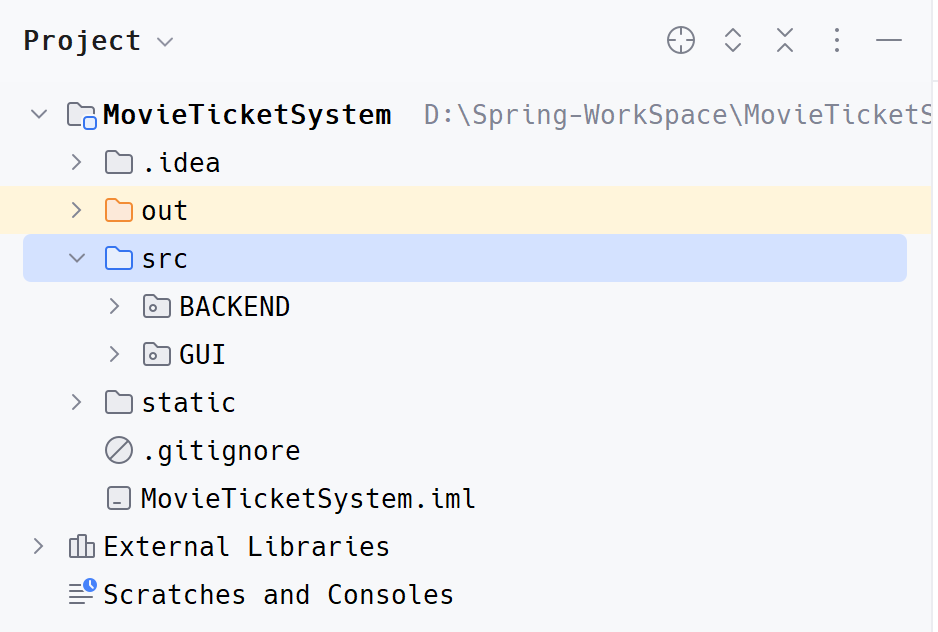 Project
MovieTicketSystem D:\Spring-WorkSpace\MovieTicketS
.idea
out
src
BACKEND
GUI
static
.gitignore
MovieTicketSystem.iml
External Libraries
Scratches and Consoles